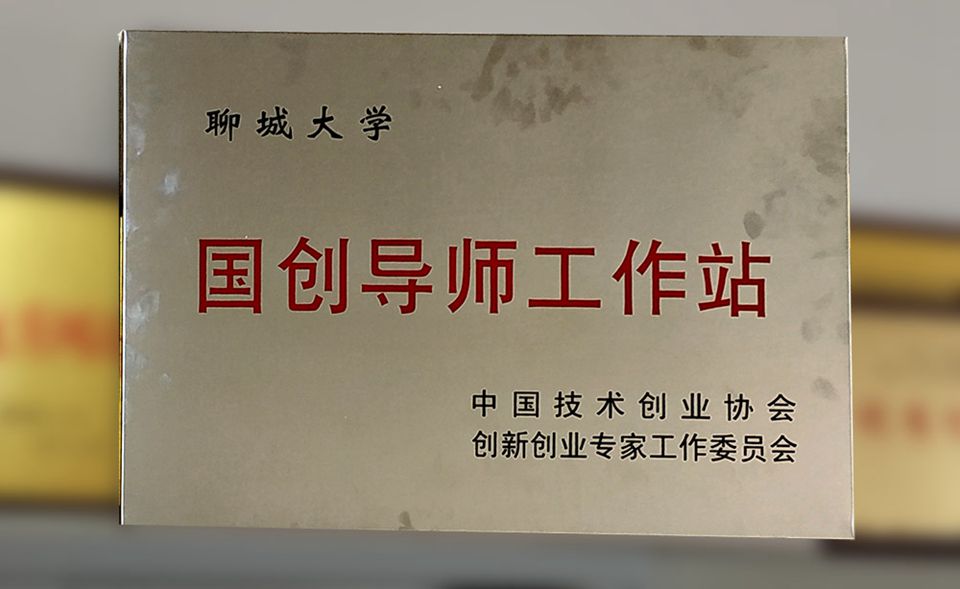 聊城大学
国创导师工作站
中国技术创业协会
创新创业专家工作委员会